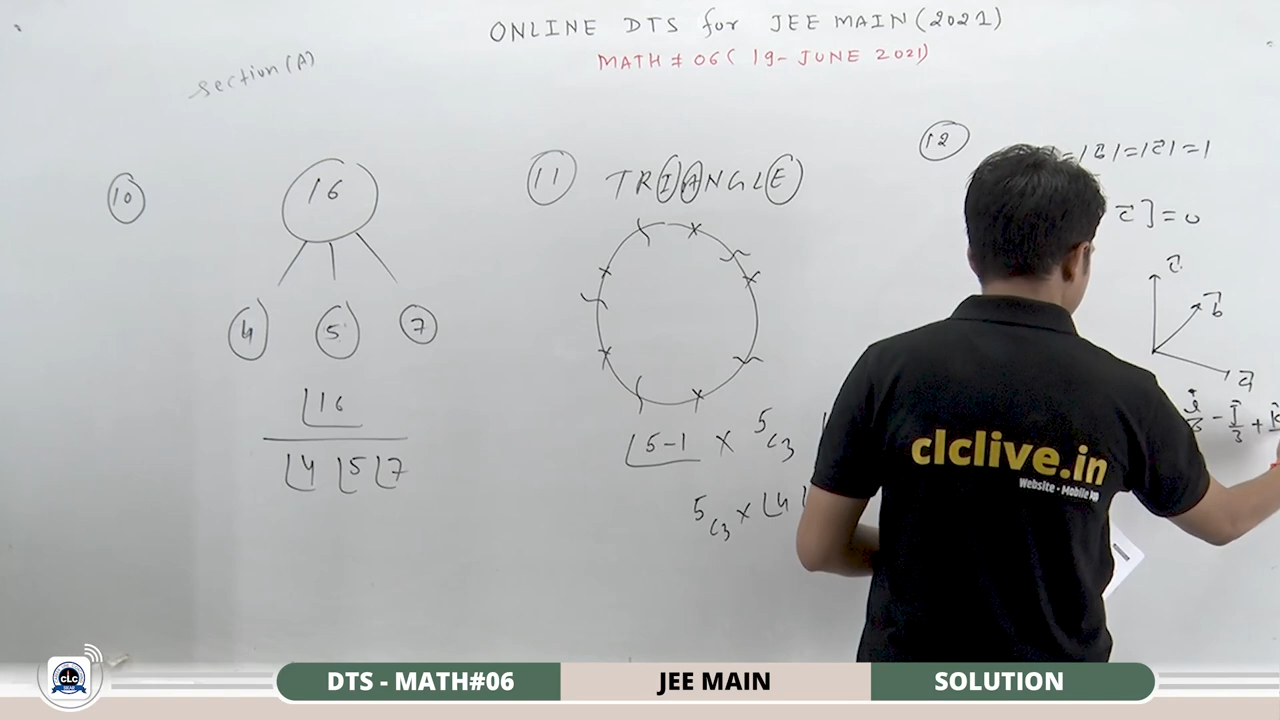 ONLINE DTS for JEE MAIN (2021)
MATH # 06 ( 19- JUNE 2021)
section (A)
10
16
4 5 7
⌊16
⌊4 ⌊5 ⌊7
11 TRIANGLE
⌊5-1 × ⁵C₃
⁵C₃ × ⌊4
12
=|b|=|c|=1
c]=0
c
b
a
i/3 - j/3 + k
clclive.in
Website - Mobile App
CLC
DTS - MATH#06 JEE MAIN SOLUTION